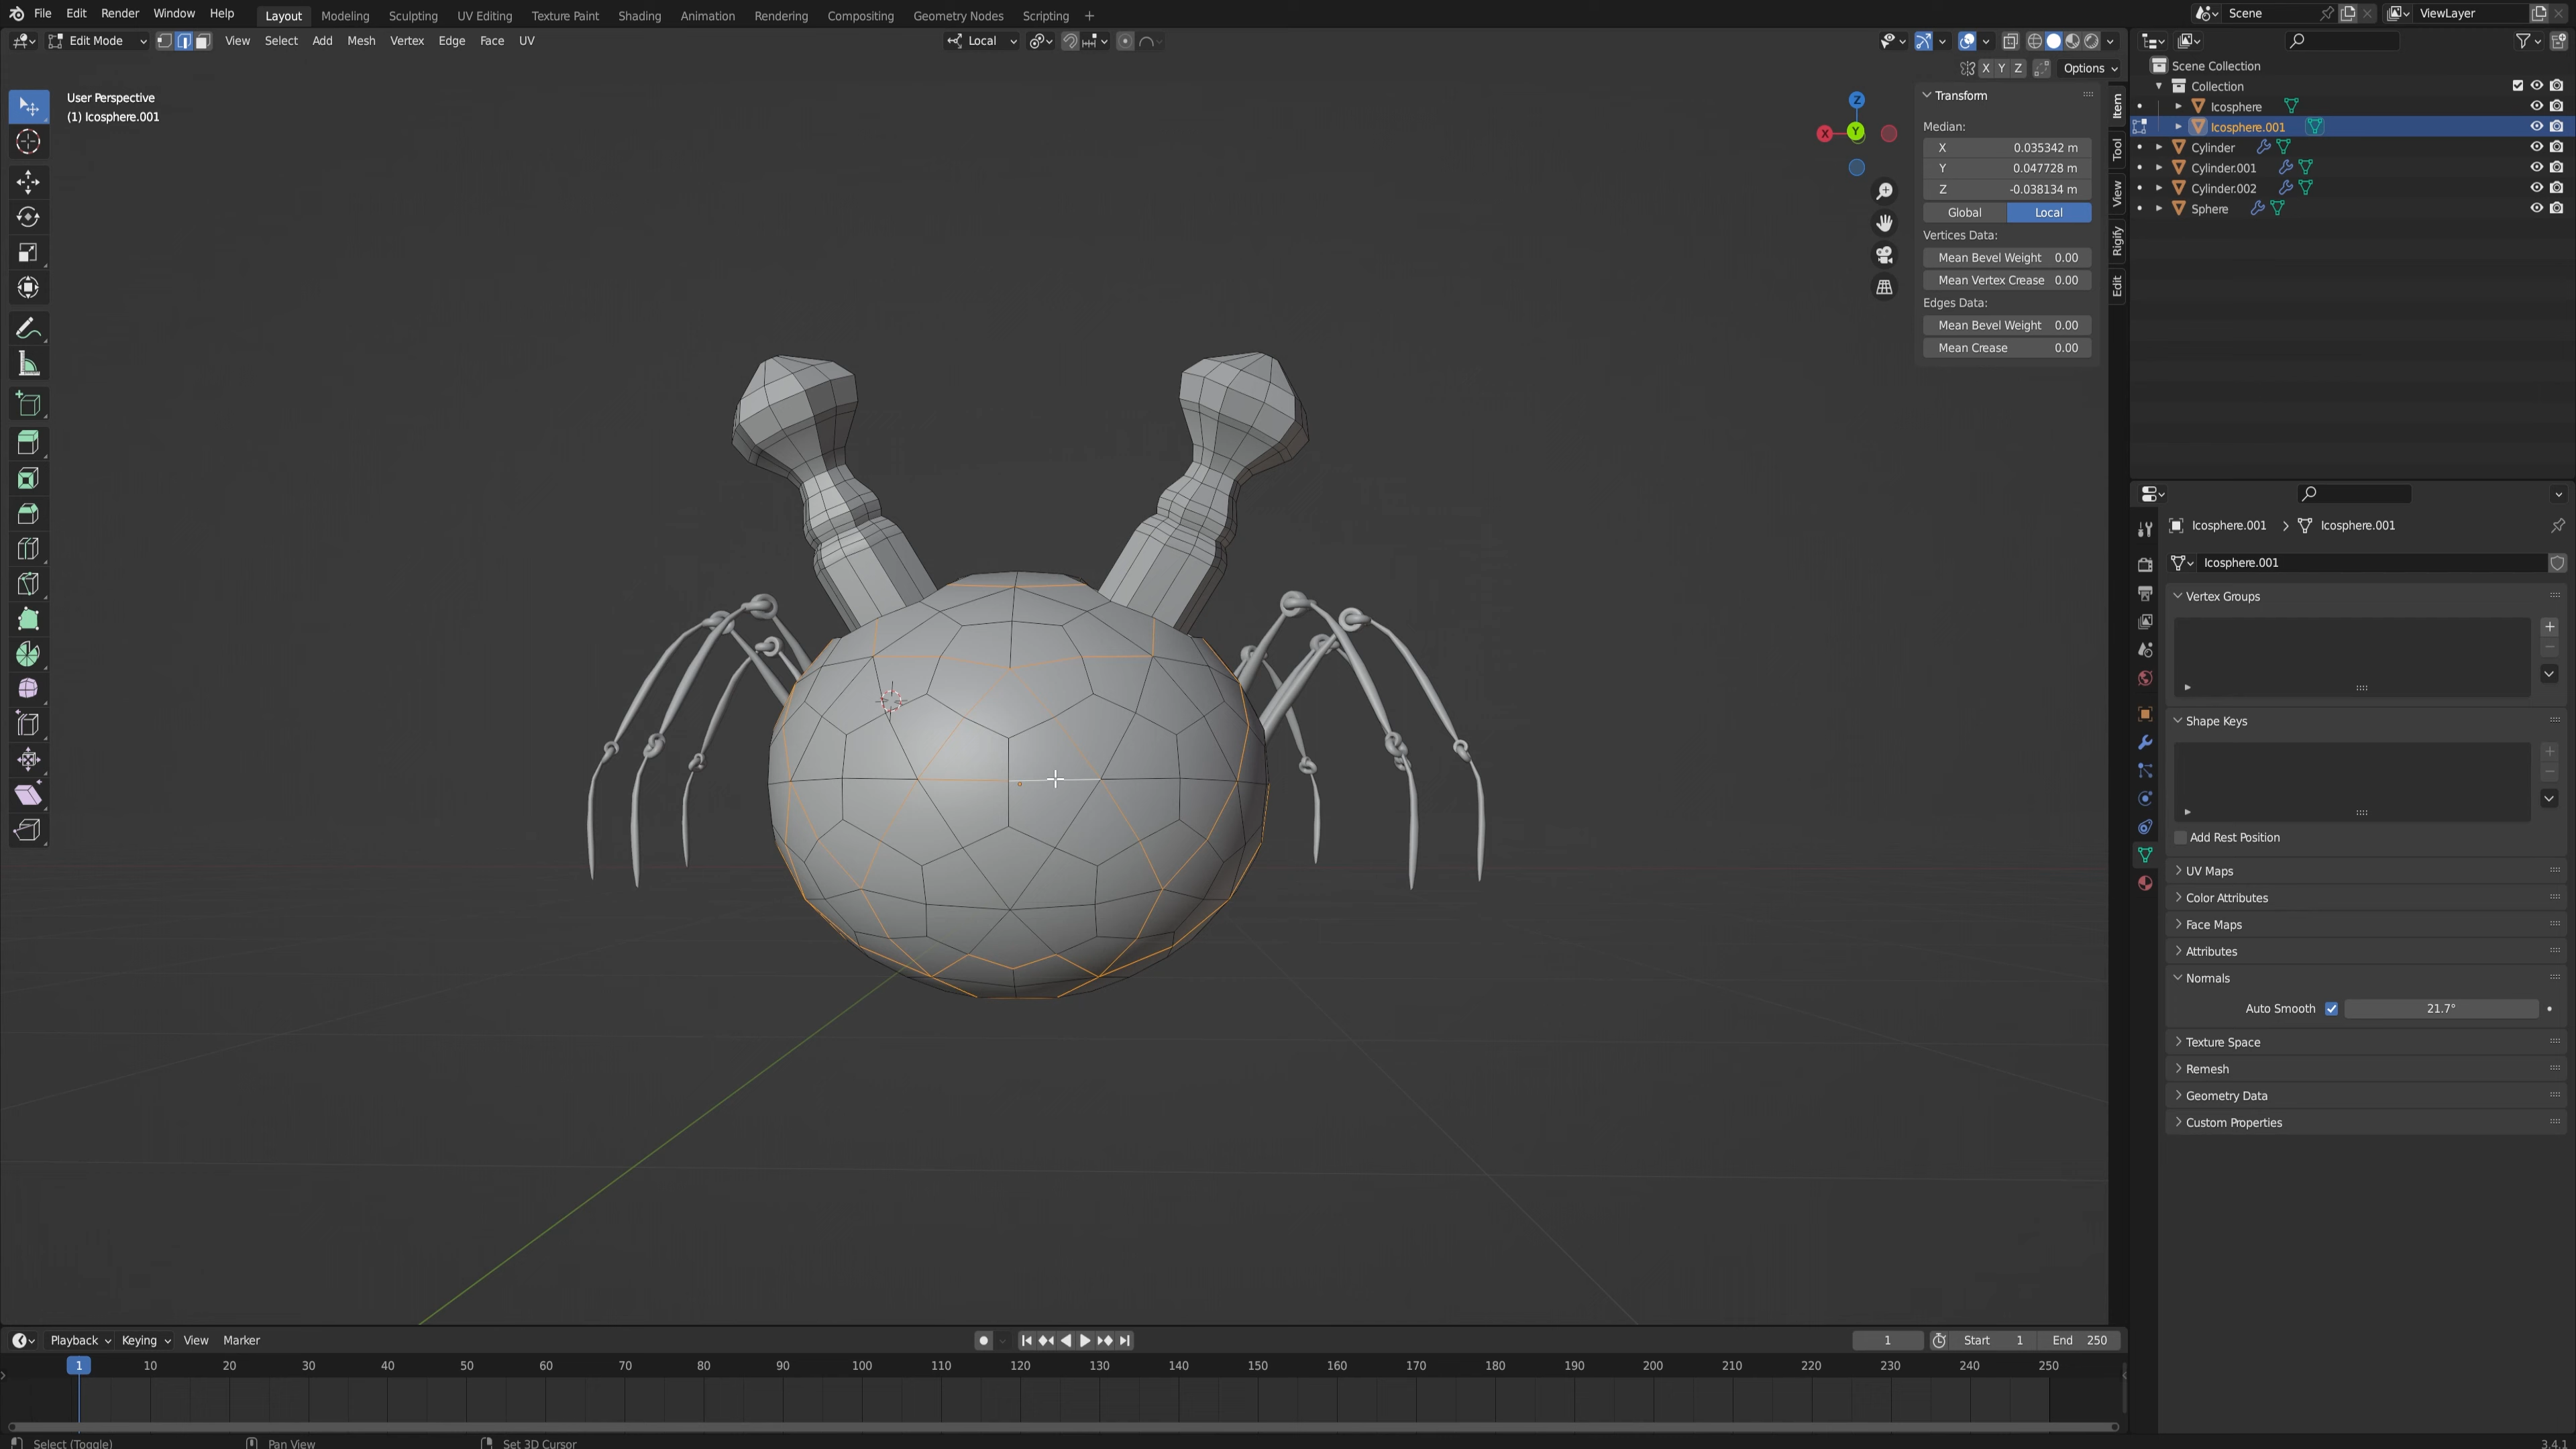 File Edit Render Window Help Layout Modeling Sculpting UV Editing Texture Paint Shading Animation Rendering Compositing Geometry Nodes Scripting + Scene ViewLayer
Edit Mode View Select Add Mesh Vertex Edge Face UV Local
X Y Z Options
User Perspective
(1) Icosphere.001
Z
X
Y
Transform
Median:
X 0.035342 m
Y 0.047728 m
Z -0.038134 m
Global Local
Vertices Data:
Mean Bevel Weight 0.00
Mean Vertex Crease 0.00
Edges Data:
Mean Bevel Weight 0.00
Mean Crease 0.00
Item
Tool
View
Rigify
Edit
Scene Collection
Collection
Icosphere
Icosphere.001
Cylinder
Cylinder.001
Cylinder.002
Sphere
Icosphere.001 > Icosphere.001
Icosphere.001
Vertex Groups
Shape Keys
Add Rest Position
UV Maps
Color Attributes
Face Maps
Attributes
Normals
Auto Smooth 21.7°
Texture Space
Remesh
Geometry Data
Custom Properties
Playback Keying View Marker 1 Start 1 End 250
1 10 20 30 40 50 60 70 80 90 100 110 120 130 140 150 160 170 180 190 200 210 220 230 240 250
Select (Toggle) Pan View Set 3D Cursor 3.4.1